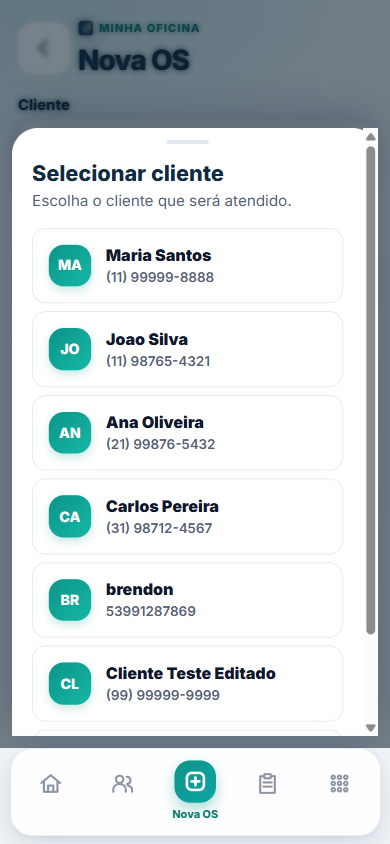 MINHA OFICINA
Nova OS
Cliente
Selecionar cliente
Escolha o cliente que será atendido.
MA
Maria Santos
(11) 99999-8888
JO
Joao Silva
(11) 98765-4321
AN
Ana Oliveira
(21) 99876-5432
CA
Carlos Pereira
(31) 98712-4567
BR
brendon
53991287869
CL
Cliente Teste Editado
(99) 99999-9999
Nova OS